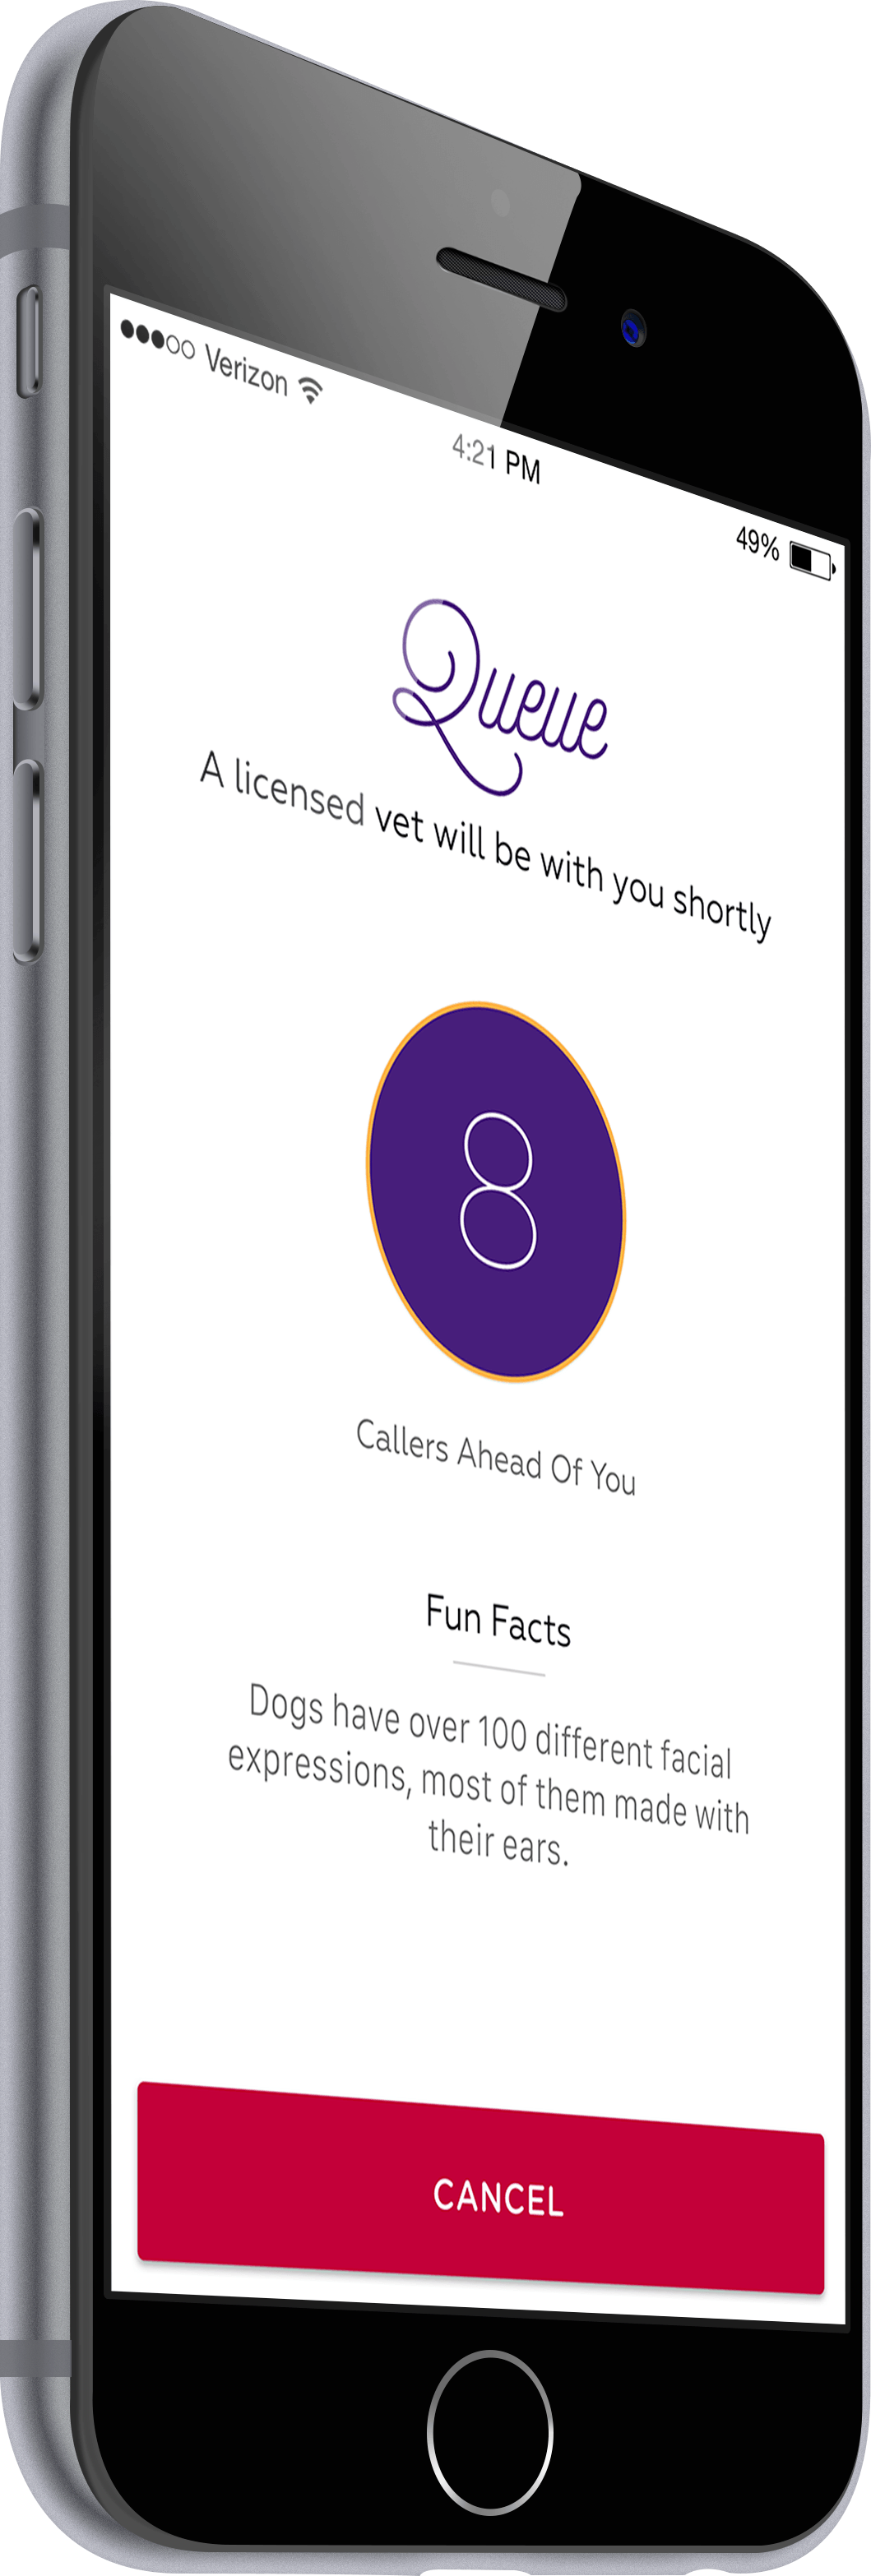 Verizon
4:21 PM
49%
Queue
A licensed vet will be with you shortly
8
Callers Ahead Of You
Fun Facts
Dogs have over 100 different facial
expressions, most of them made with
their ears.
CANCEL